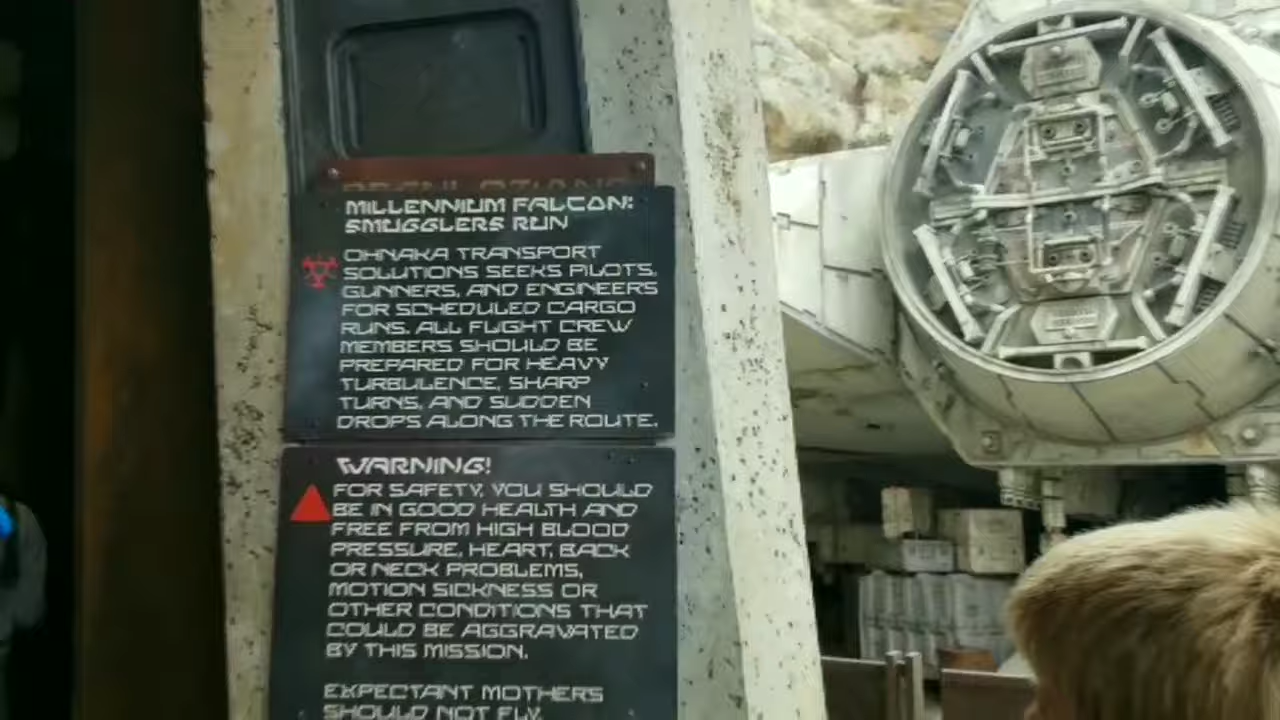 MILLENNIUM FALCON:
SMUGGLERS RUN
OHNAKA TRANSPORT
SOLUTIONS SEEKS PILOTS,
GUNNERS, AND ENGINEERS
FOR SCHEDULED CARGO
RUNS. ALL FLIGHT CREW
MEMBERS SHOULD BE
PREPARED FOR HEAVY
TURBULENCE, SHARP
TURNS, AND SUDDEN
DROPS ALONG THE ROUTE.
WARNING!
FOR SAFETY, YOU SHOULD
BE IN GOOD HEALTH AND
FREE FROM HIGH BLOOD
PRESSURE, HEART, BACK
OR NECK PROBLEMS,
MOTION SICKNESS OR
OTHER CONDITIONS THAT
COULD BE AGGRAVATED
BY THIS MISSION.
EXPECTANT MOTHERS
SHOULD NOT FLY.